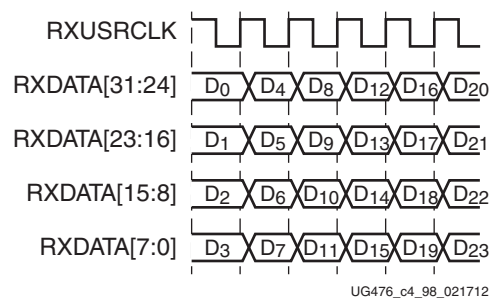 RXUSRCLK
RXDATA[31:24] D0 D4 D8 D12 D16 D20
RXDATA[23:16] D1 D5 D9 D13 D17 D21
RXDATA[15:8] D2 D6 D10 D14 D18 D22
RXDATA[7:0] D3 D7 D11 D15 D19 D23
UG476_c4_98_021712